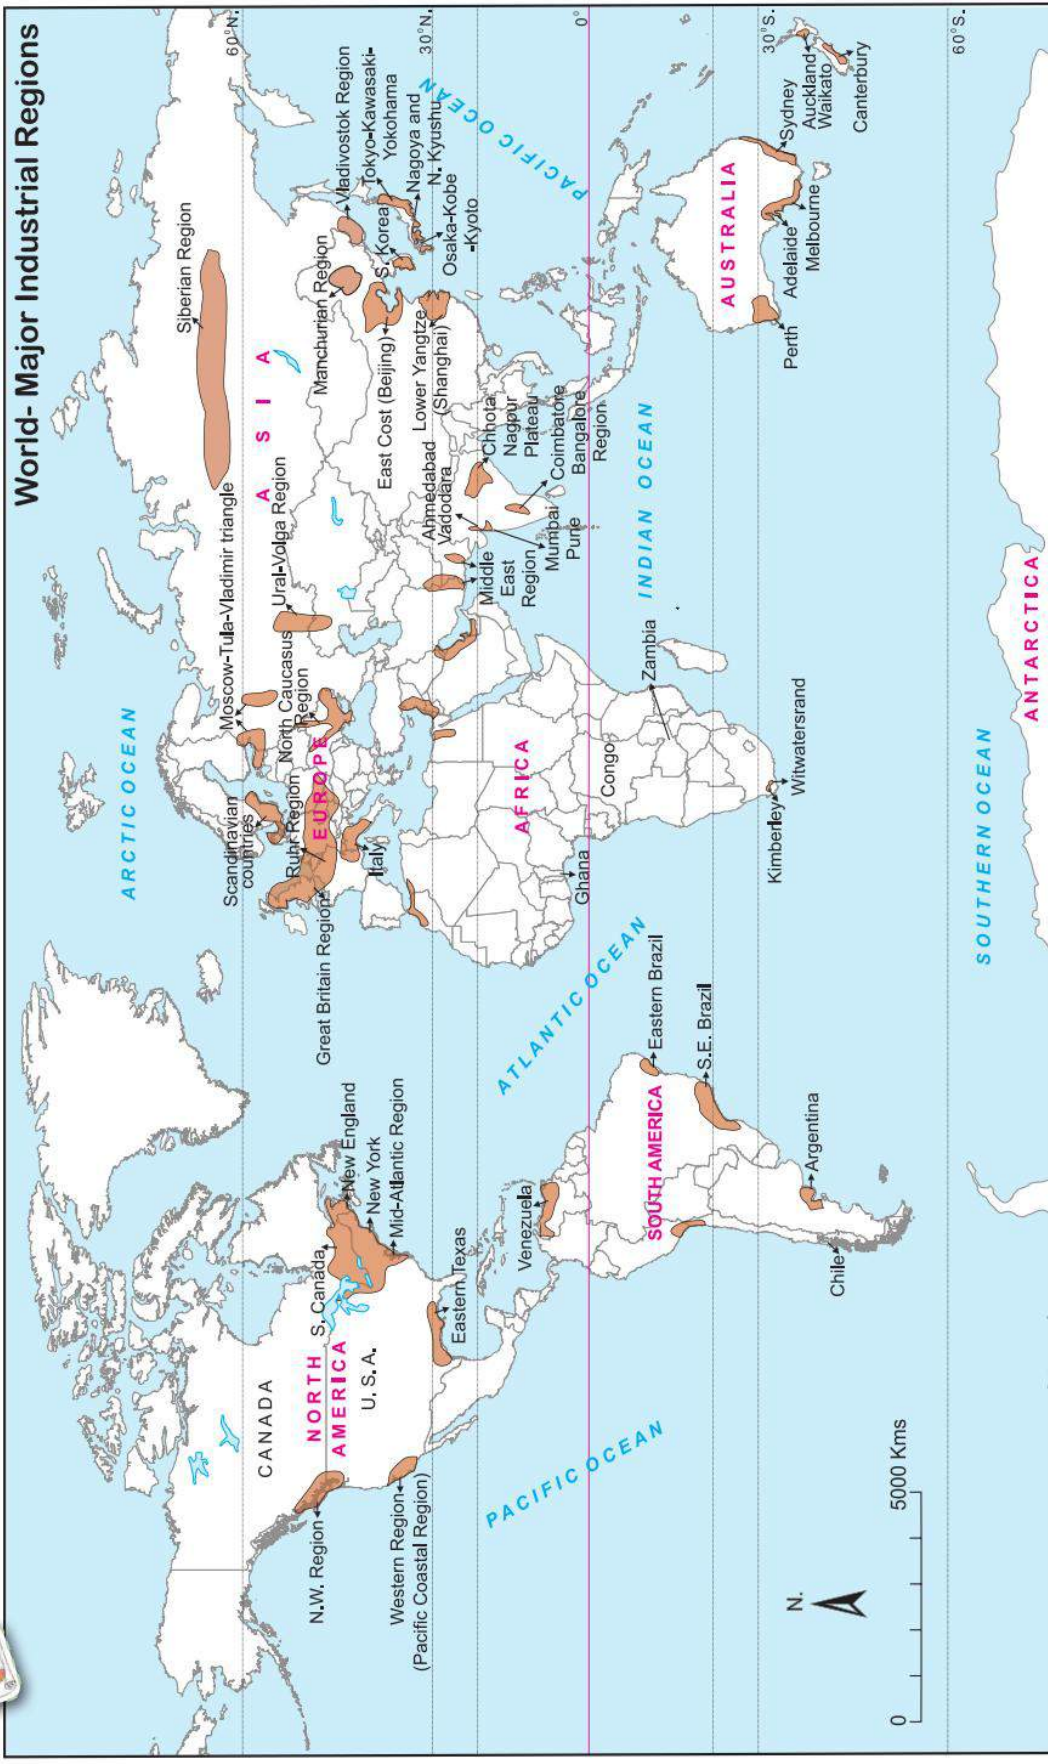 World- Major Industrial Regions
60°N.
30°N.
0°
30°S.
60°S.
ARCTIC OCEAN
PACIFIC OCEAN
ATLANTIC OCEAN
INDIAN OCEAN
PACIFIC OCEAN
SOUTHERN OCEAN
CANADA
NORTH
AMERICA
U. S. A.
N.W. Region
Western Region
(Pacific Coastal Region)
S. Canada
New England
New York
Mid-Atlantic Region
Eastern Texas
Venezuela
SOUTH AMERICA
Eastern Brazil
S.E. Brazil
Argentina
Chile
EUROPE
Scandinavian
countries
Ruhr Region
Great Britain Region
Italy
North Caucasus
Region
Moscow-Tula-Vladimir triangle
Ural-Volga Region
AFRICA
Ghana
Congo
Zambia
Kimberley
Witwatersrand
ASIA
Siberian Region
Manchurian Region
Vladivostok Region
Tokyo-Kawasaki-
Yokohama
Nagoya and
N. Kyushu
Osaka-Kobe
-Kyoto
S. Korea
East Cost (Beijing)
Lower Yangtze
(Shanghai)
Ahmedabad
Vadodara
Chhota
Nagpur
Plateau
Coimbatore
Bangalore
Region
Mumbai
Pune
Middle
East
Region
AUSTRALIA
Perth
Adelaide
Melbourne
Sydney
Auckland
Waikato
Canterbury
ANTARCTICA
N.
0 5000 Kms